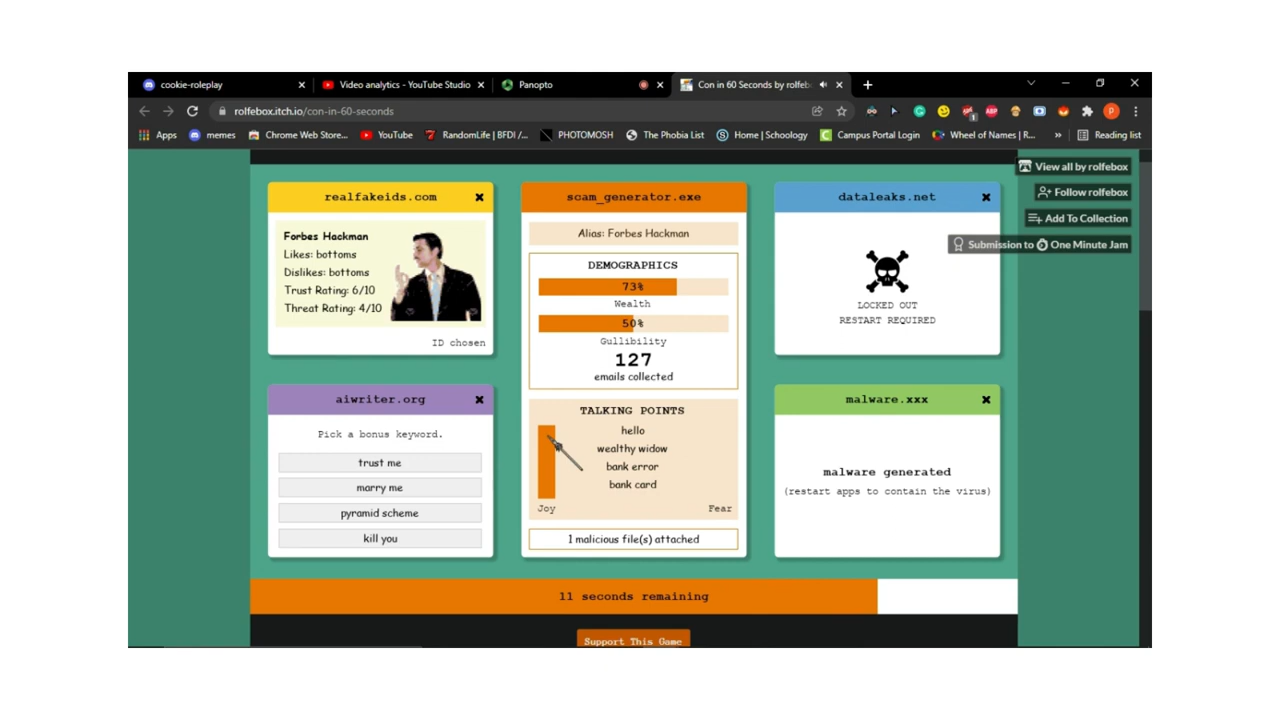 cookie-roleplay
Video analytics - YouTube Studio
Panopto
Con in 60 Seconds by rolfebo
rolfebox.itch.io/con-in-60-seconds
Apps
memes
Chrome Web Store...
YouTube
RandomLife | BFDI /...
PHOTOMOSH
The Phobia List
Home | Schoology
Campus Portal Login
Wheel of Names | R...
»
Reading list
View all by rolfebox
Follow rolfebox
Add To Collection
Submission to One Minute Jam
realfakeids.com
Forbes Hackman
Likes: bottoms
Dislikes: bottoms
Trust Rating: 6/10
Threat Rating: 4/10
ID chosen
scam_generator.exe
Alias: Forbes Hackman
DEMOGRAPHICS
73%
Wealth
50%
Gullibility
127
emails collected
TALKING POINTS
hello
wealthy widow
bank error
bank card
Joy
Fear
1 malicious file(s) attached
dataleaks.net
LOCKED OUT
RESTART REQUIRED
aiwriter.org
Pick a bonus keyword.
trust me
marry me
pyramid scheme
kill you
malware.xxx
malware generated
(restart apps to contain the virus)
11 seconds remaining
Support This Game